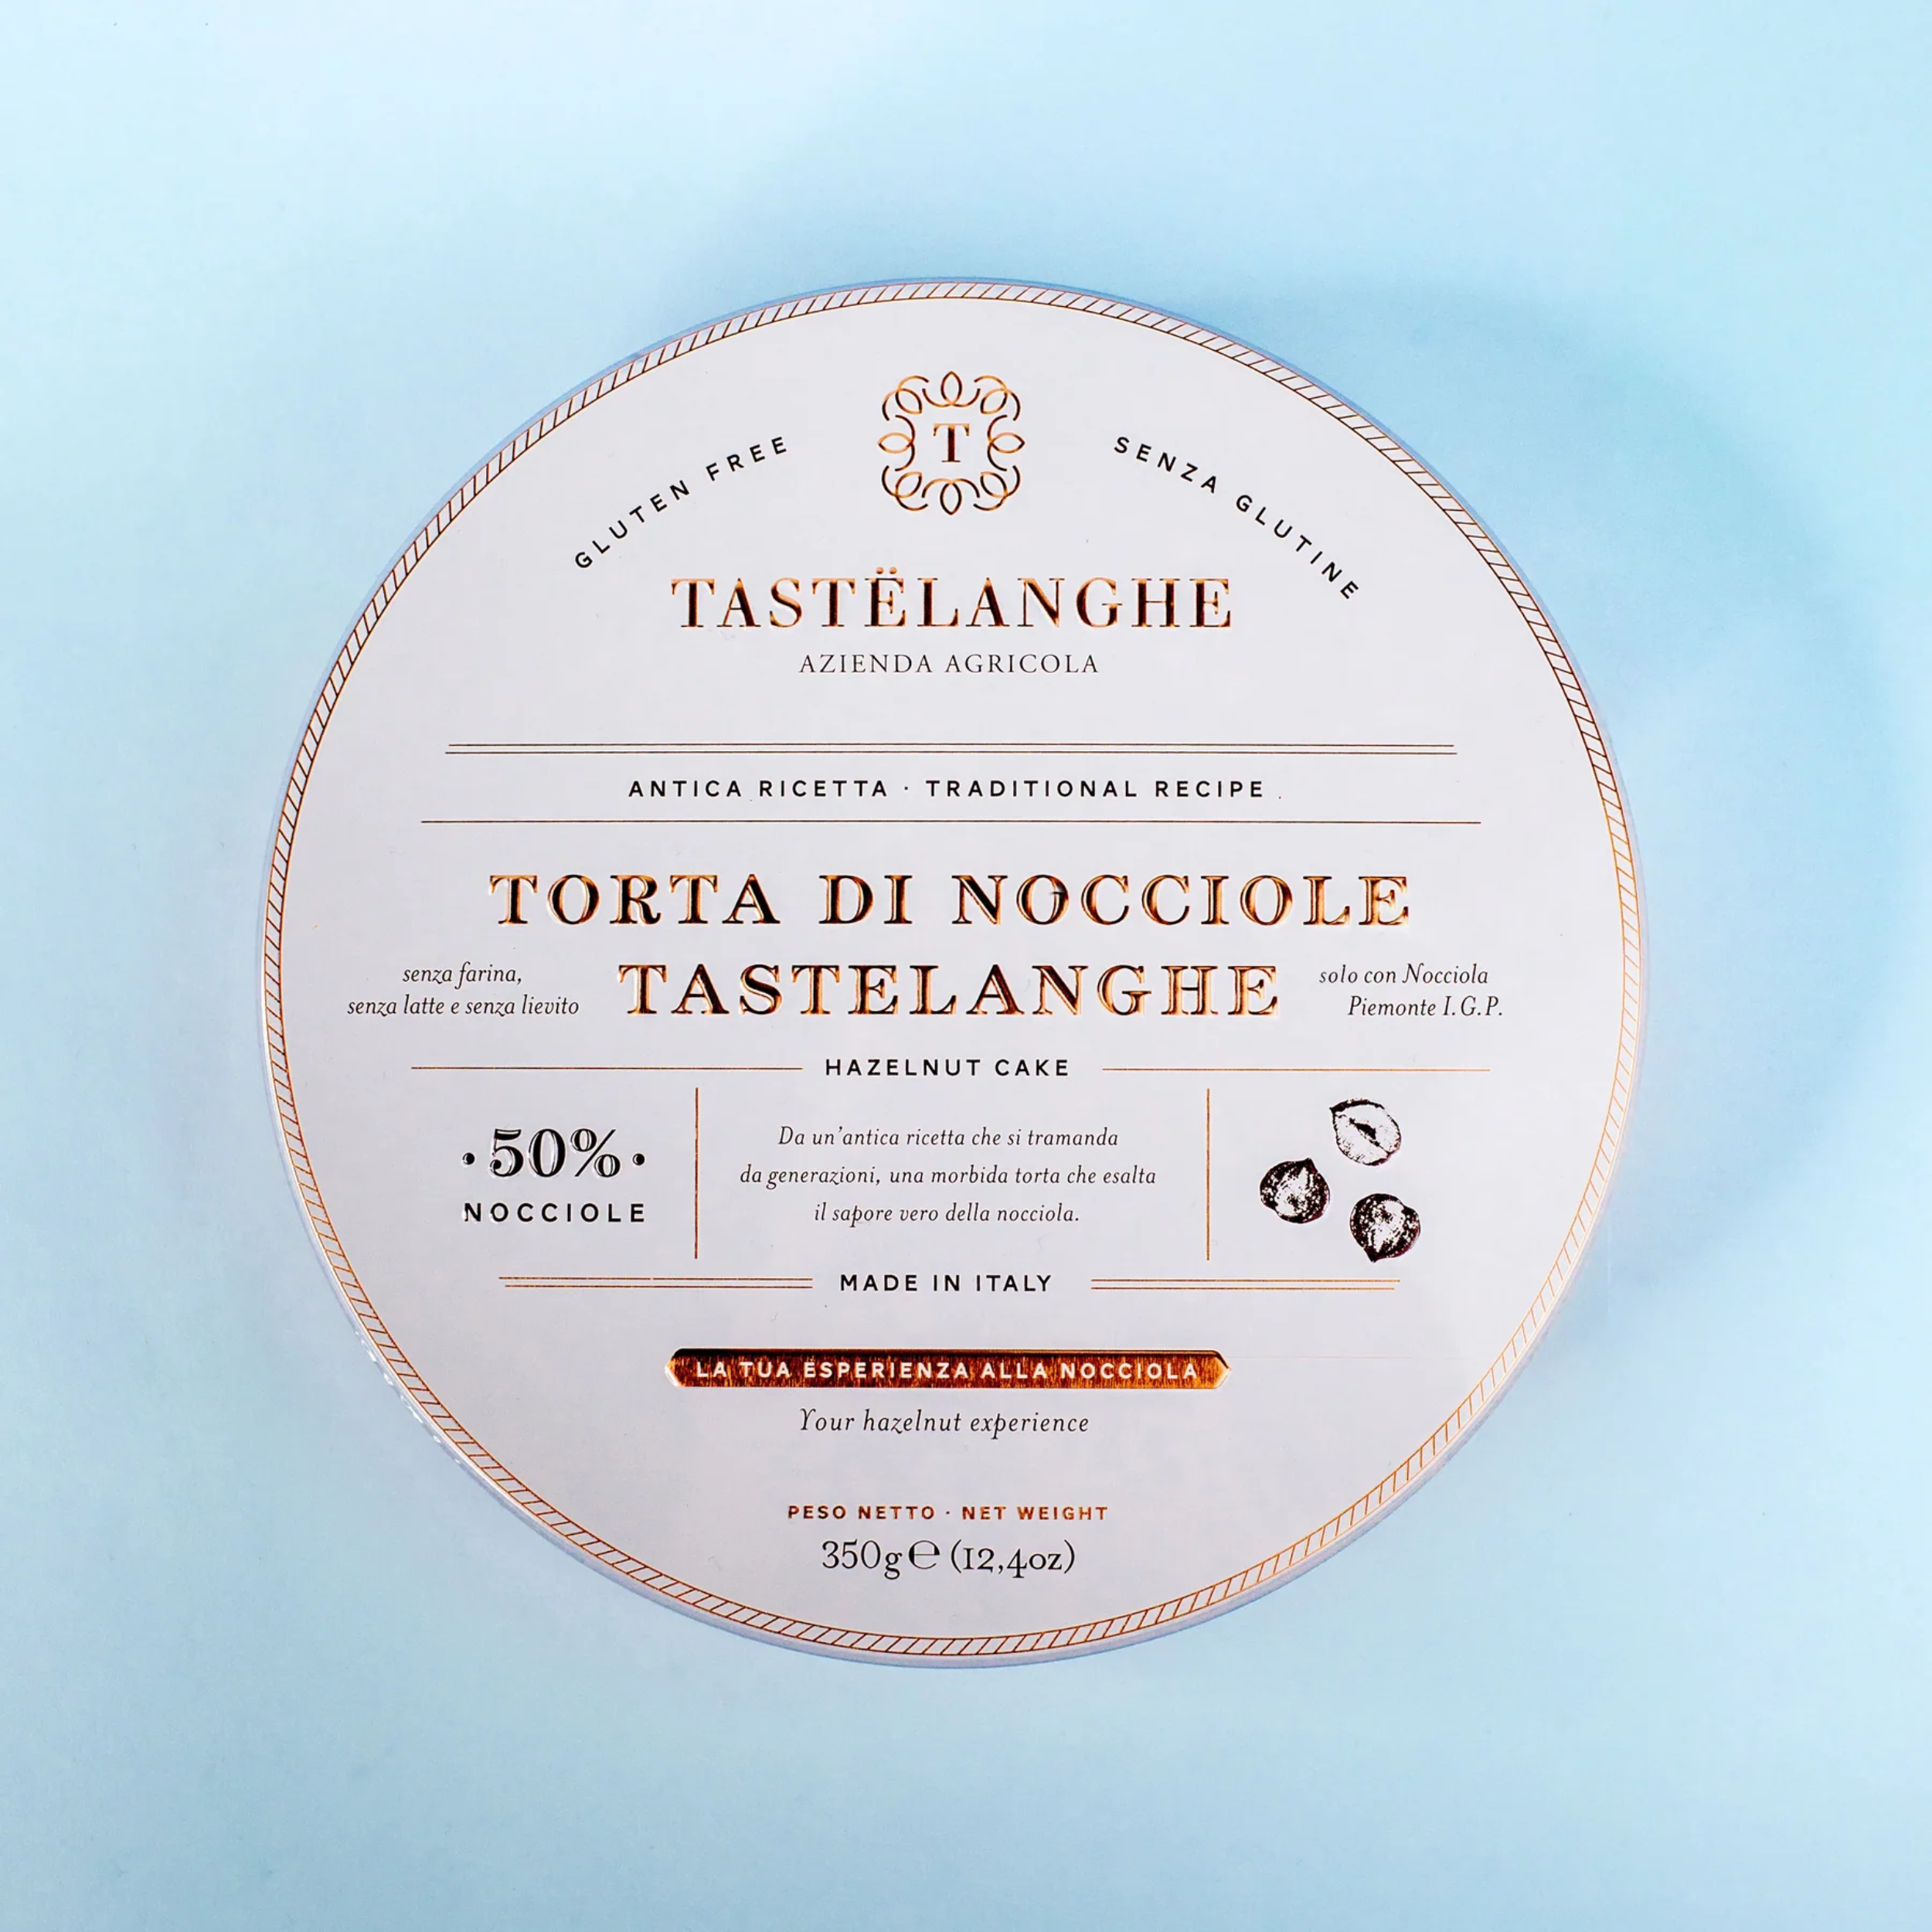 T
GLUTEN FREE
SENZA GLUTINE
TASTËLANGHE
AZIENDA AGRICOLA
ANTICA RICETTA · TRADITIONAL RECIPE
TORTA DI NOCCIOLE
TASTELANGHE
senza farina,
senza latte e senza lievito
solo con Nocciola
Piemonte I.G.P.
HAZELNUT CAKE
·50%·
NOCCIOLE
Da un'antica ricetta che si tramanda
da generazioni, una morbida torta che esalta
il sapore vero della nocciola.
MADE IN ITALY
LA TUA ESPERIENZA ALLA NOCCIOLA
Your hazelnut experience
PESO NETTO · NET WEIGHT
350g℮ (12,4oz)